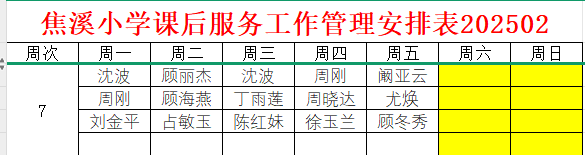 焦溪小学课后服务工作管理安排表202502
周次 周一 周二 周三 周四 周五 周六 周日
沈波 顾丽杰 沈波 周刚 阚亚云
7 周刚 顾海燕 丁雨莲 周晓达 尤焕
刘金平 占敏玉 陈红妹 徐玉兰 顾冬秀